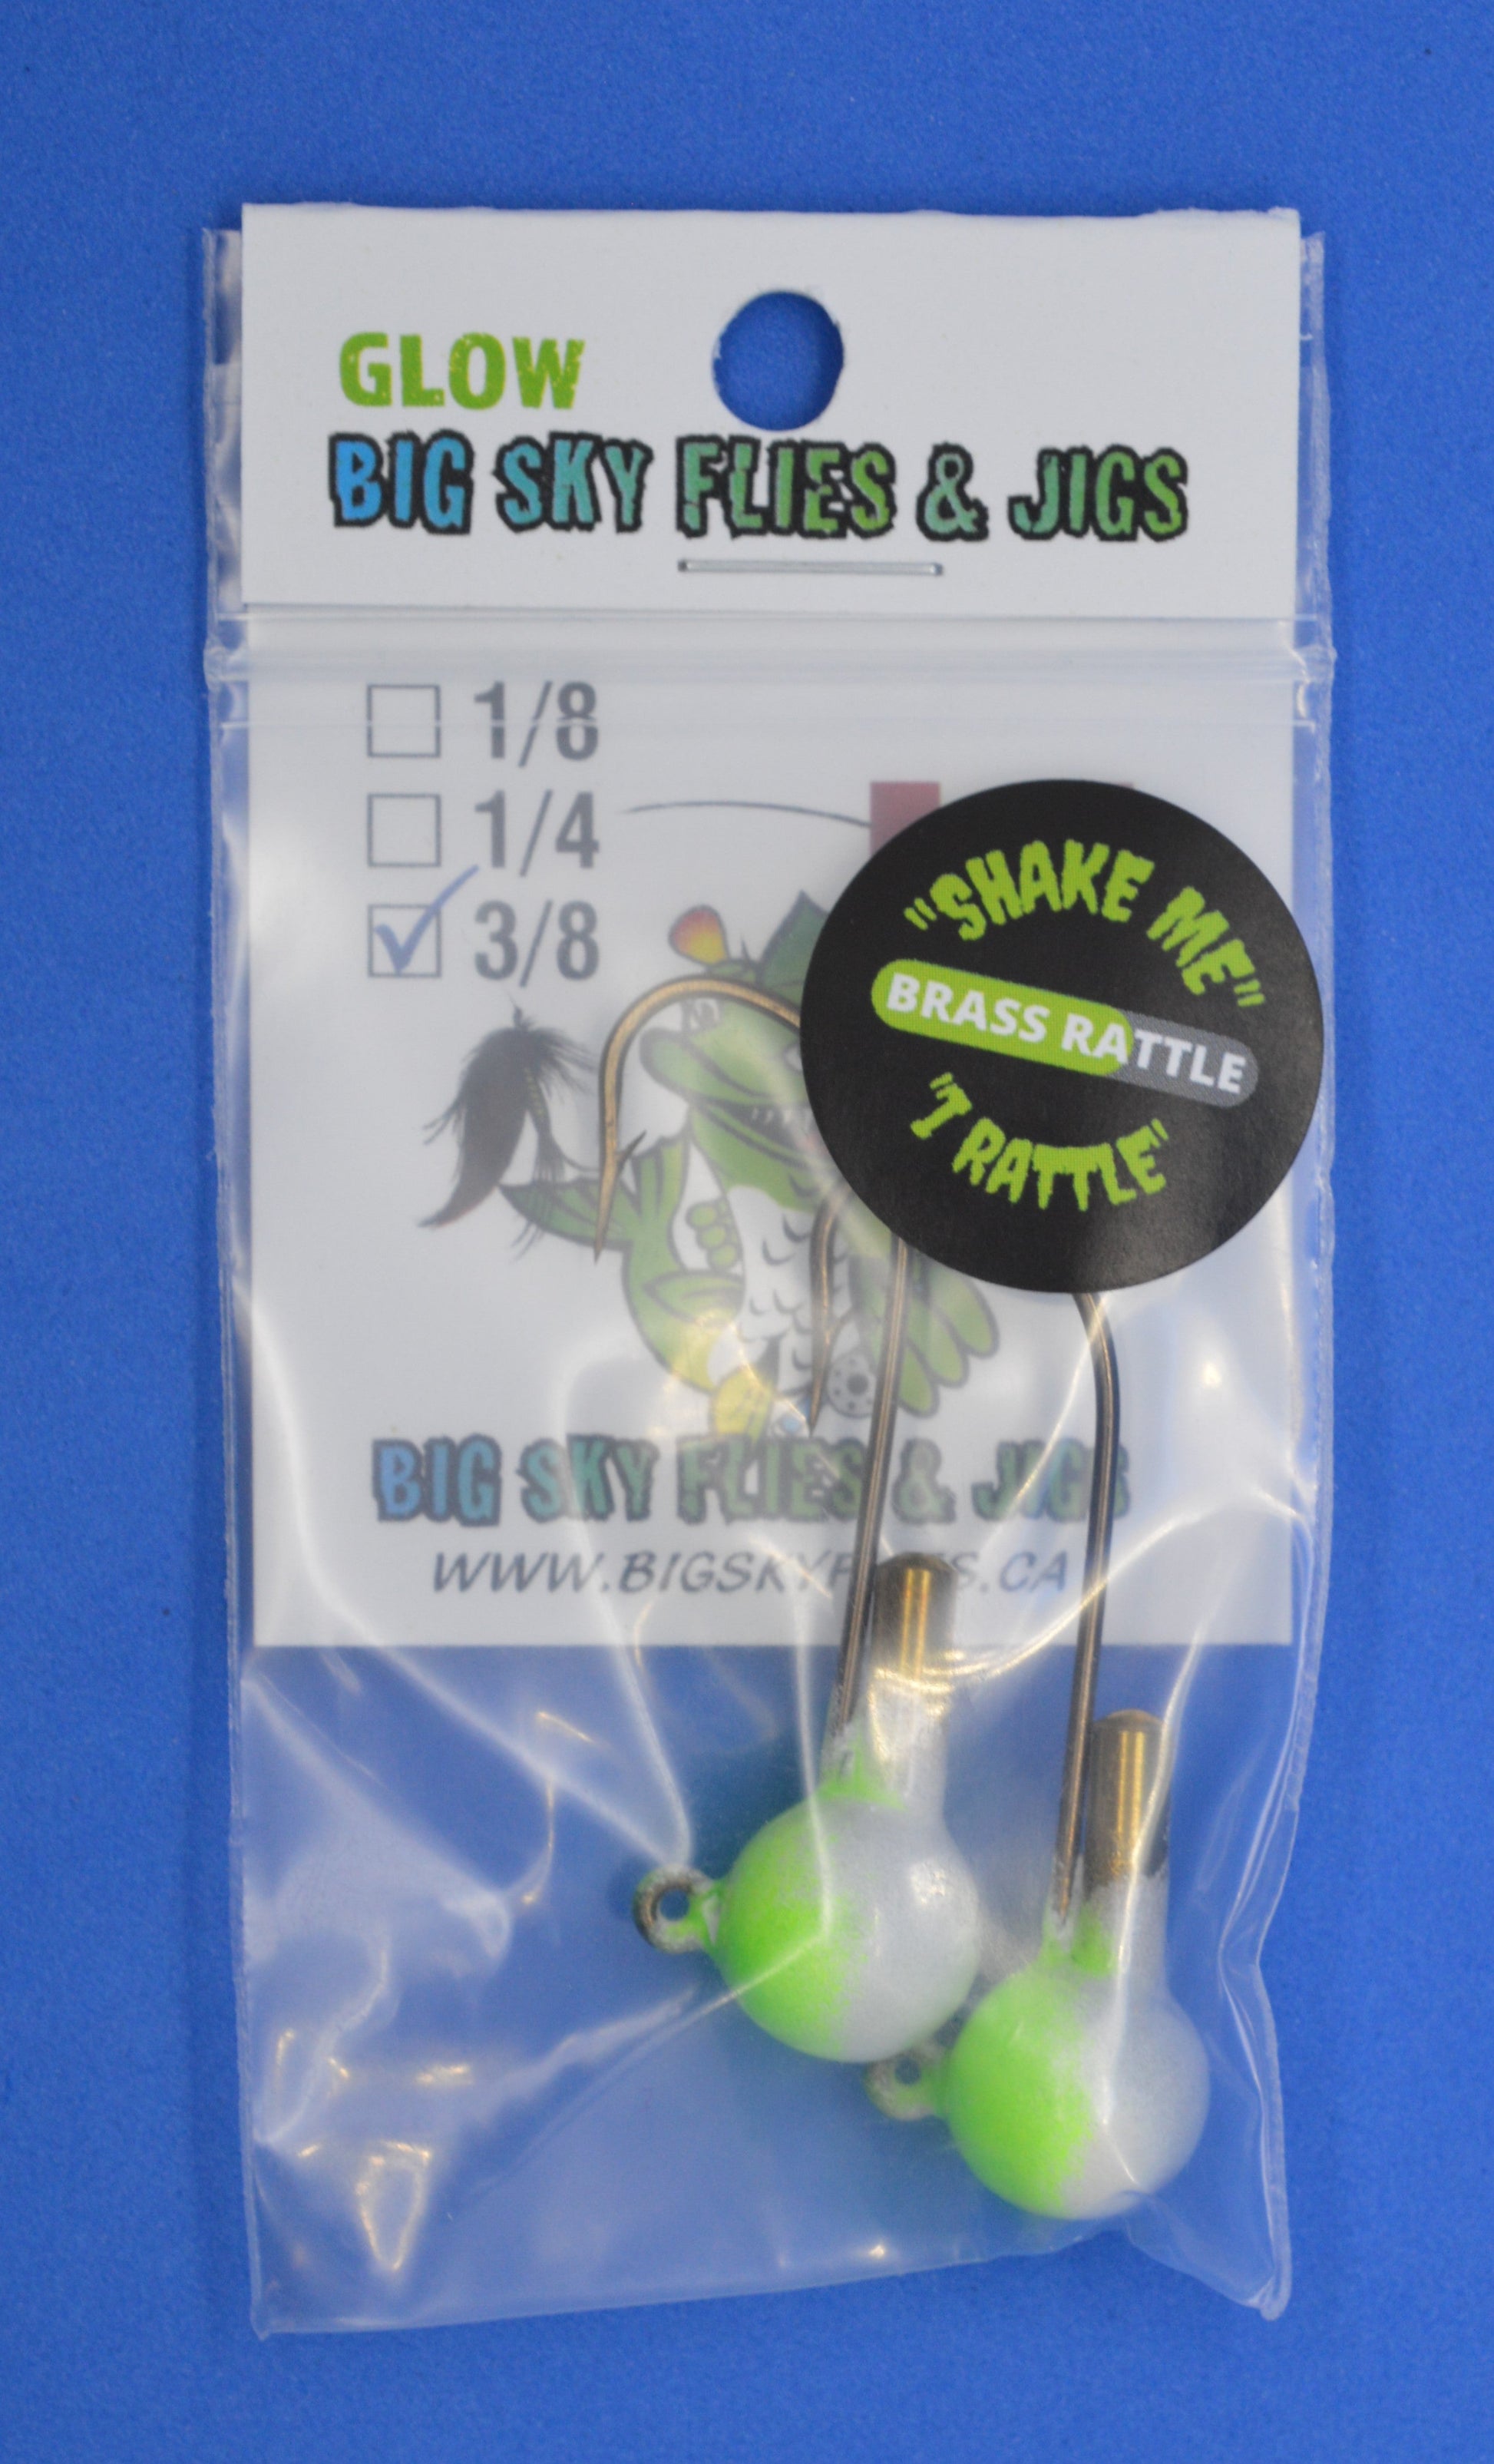 GLOW
BIG SKY FLIES & JIGS
1/8
1/4
3/8
"SHAKE ME"
BRASS RATTLE
"I RATTLE"
BIG SKY FLIES & JIGS